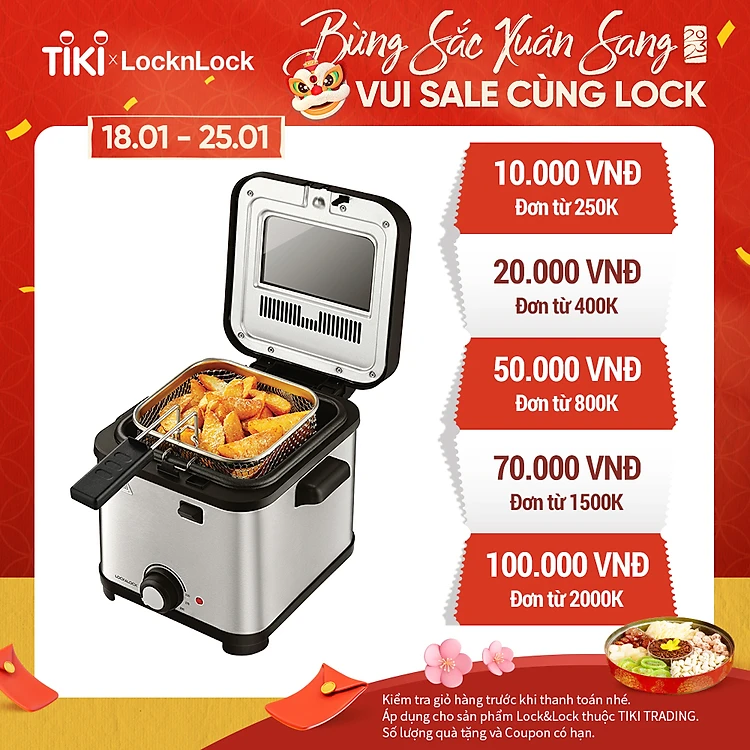 TIKI × LocknLock
Bừng Sắc Xuân Sang
VUI SALE CÙNG LOCK
18.01 - 25.01
10.000 VNĐ
Đơn từ 250K
20.000 VNĐ
Đơn từ 400K
50.000 VNĐ
Đơn từ 800K
70.000 VNĐ
Đơn từ 1500K
100.000 VNĐ
Đơn từ 2000K
LOCKNLOCK
Kiểm tra giỏ hàng trước khi thanh toán nhé.
Áp dụng cho sản phẩm Lock&Lock thuộc TIKI TRADING.
Số lượng quà tặng và Coupon có hạn.